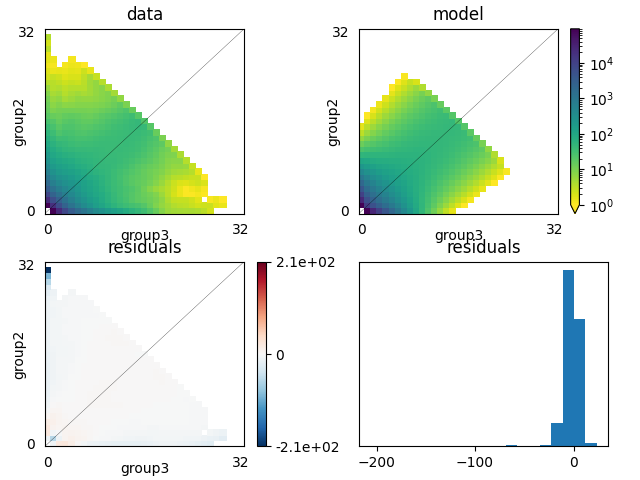 data
model
32
group2
0
0
group3
32
32
group2
0
0
group3
32
10^4
10^3
10^2
10^1
10^0
residuals
residuals
32
group2
0
0
group3
32
2.1e+02
0
-2.1e+02
−200
−100
0